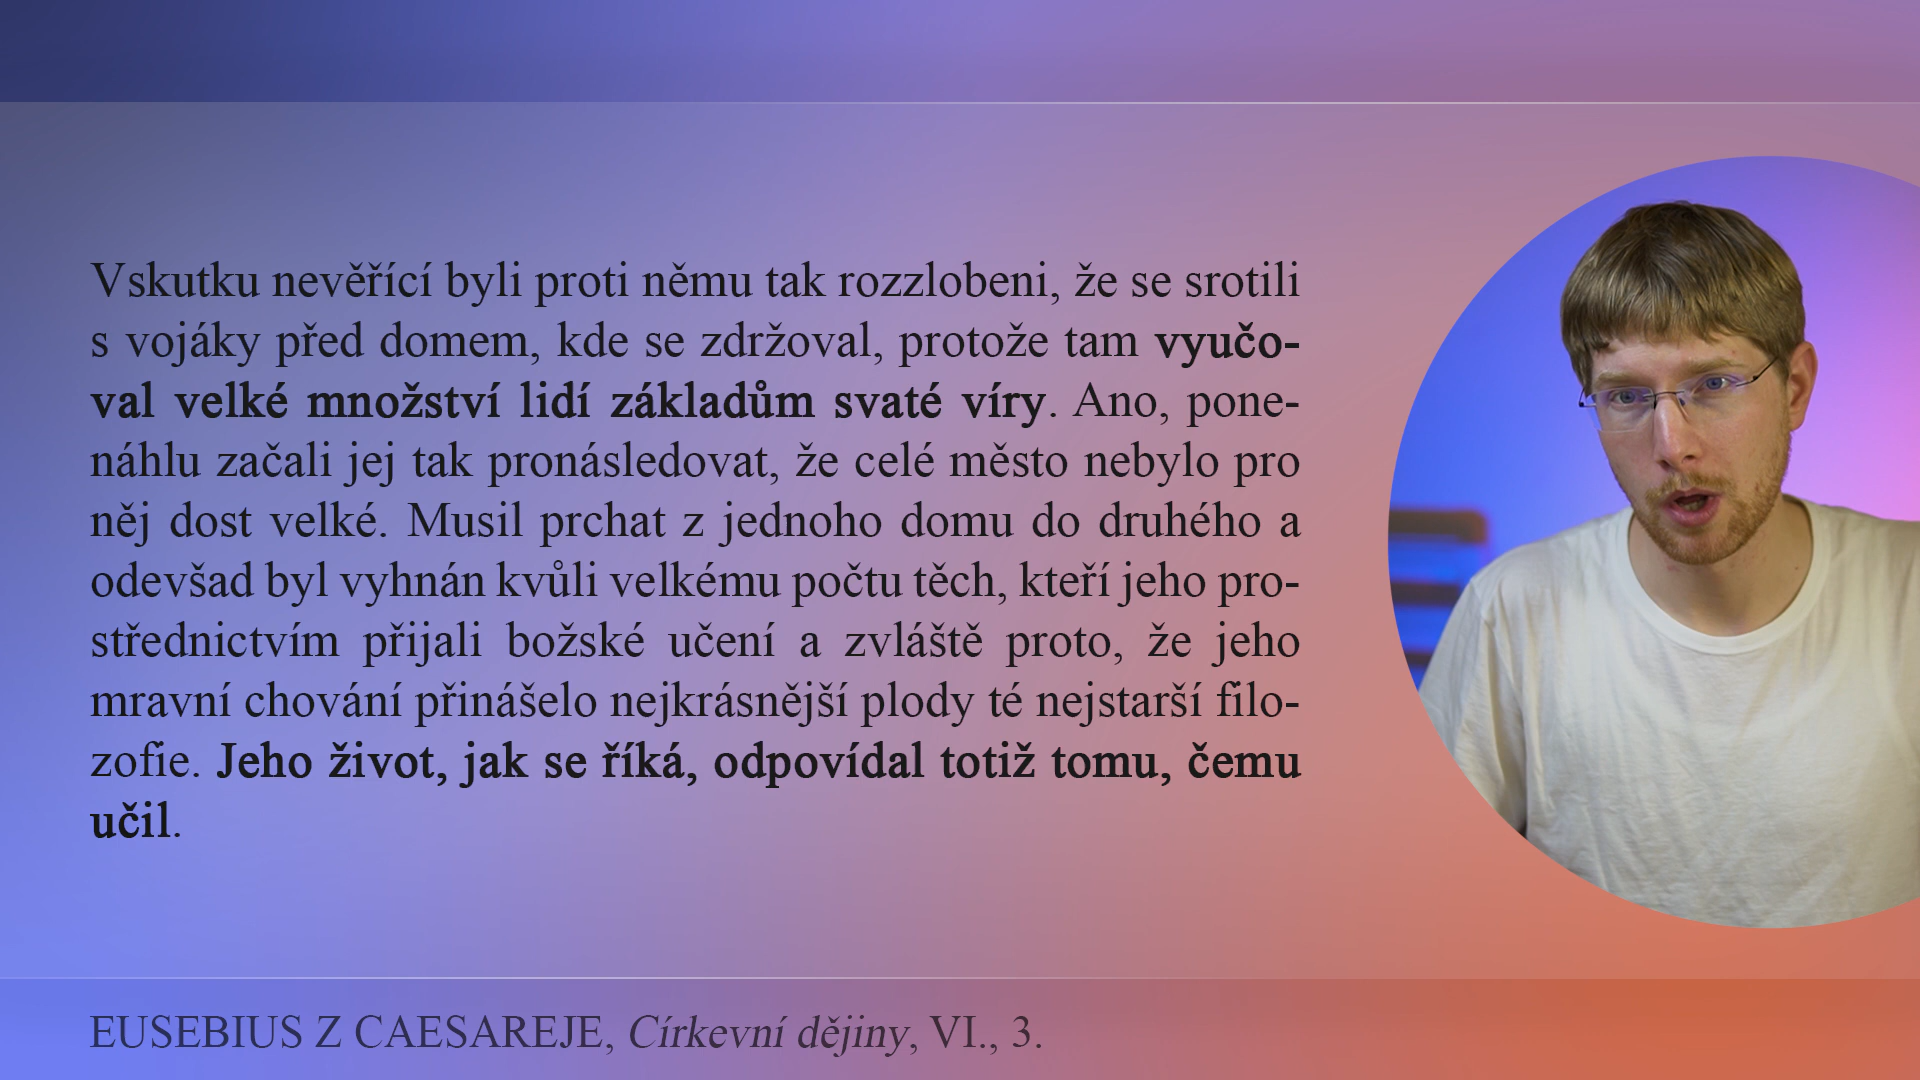 Vskutku nevěřící byli proti němu tak rozzlobeni, že se srotili
s vojáky před domem, kde se zdržoval, protože tam vyučo-
val velké množství lidí základům svaté víry. Ano, pone-
náhlu začali jej tak pronásledovat, že celé město nebylo pro
něj dost velké. Musil prchat z jednoho domu do druhého a
odevšad byl vyhnán kvůli velkému počtu těch, kteří jeho pro-
střednictvím přijali božské učení a zvláště proto, že jeho
mravní chování přinášelo nejkrásnější plody té nejstarší filo-
zofie. Jeho život, jak se říká, odpovídal totiž tomu, čemu
učil.
EUSEBIUS Z CAESAREJE, Církevní dějiny, VI., 3.